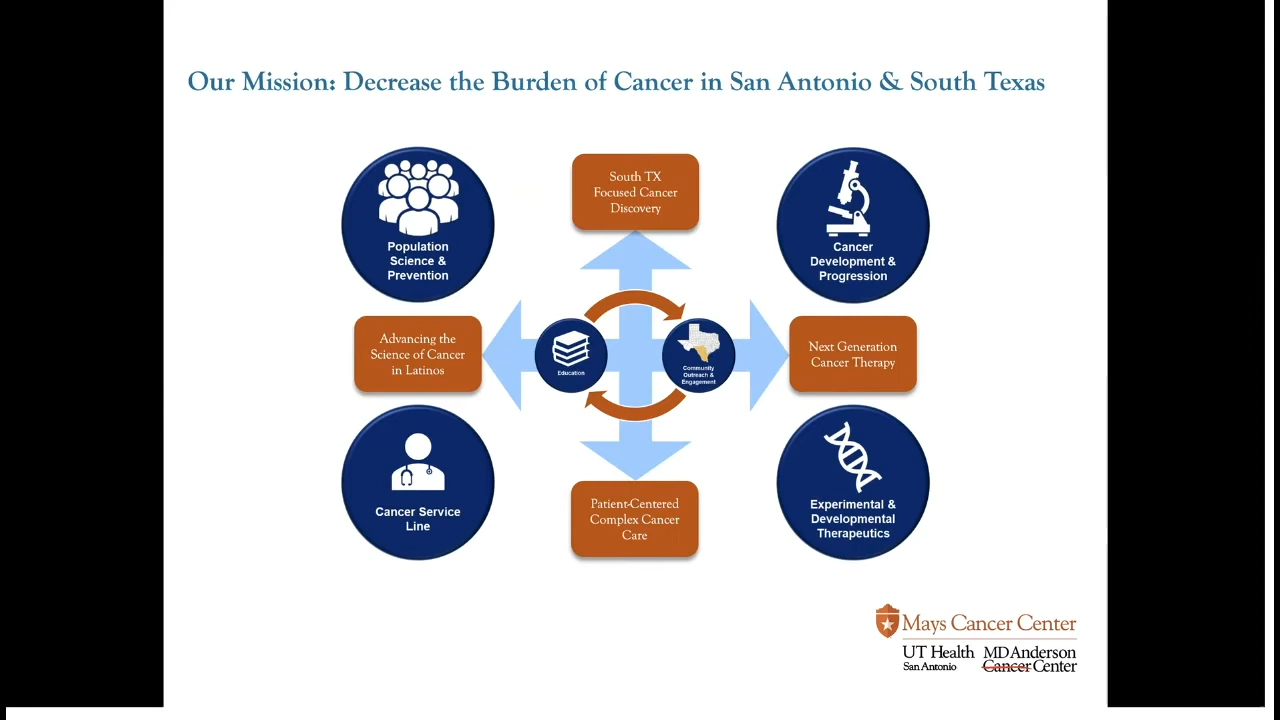 Our Mission: Decrease the Burden of Cancer in San Antonio & South Texas
Population
Science &
Prevention
South TX
Focused Cancer
Discovery
Cancer
Development &
Progression
Advancing the
Science of Cancer
in Latinos
Education
Community
Outreach &
Engagement
Next Generation
Cancer Therapy
Cancer Service
Line
Patient-Centered
Complex Cancer
Care
Experimental &
Developmental
Therapeutics
Mays Cancer Center
UT Health
San Antonio
MD Anderson
Cancer Center